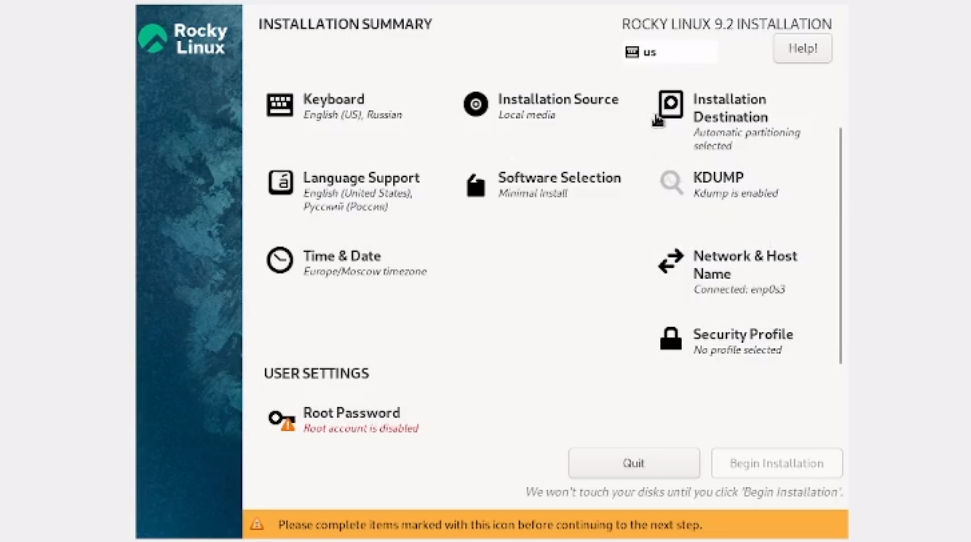 Rocky
Linux
INSTALLATION SUMMARY
ROCKY LINUX 9.2 INSTALLATION
us
Help!
Keyboard
English (US), Russian
Installation Source
Local media
Installation
Destination
Automatic partitioning
selected
Language Support
English (United States),
Русский (Россия)
Software Selection
Minimal Install
KDUMP
Kdump is enabled
Time & Date
Europe/Moscow timezone
Network & Host
Name
Connected: enp0s3
Security Profile
No profile selected
USER SETTINGS
Root Password
Root account is disabled
Quit
Begin Installation
We won't touch your disks until you click 'Begin Installation'.
Please complete items marked with this icon before continuing to the next step.